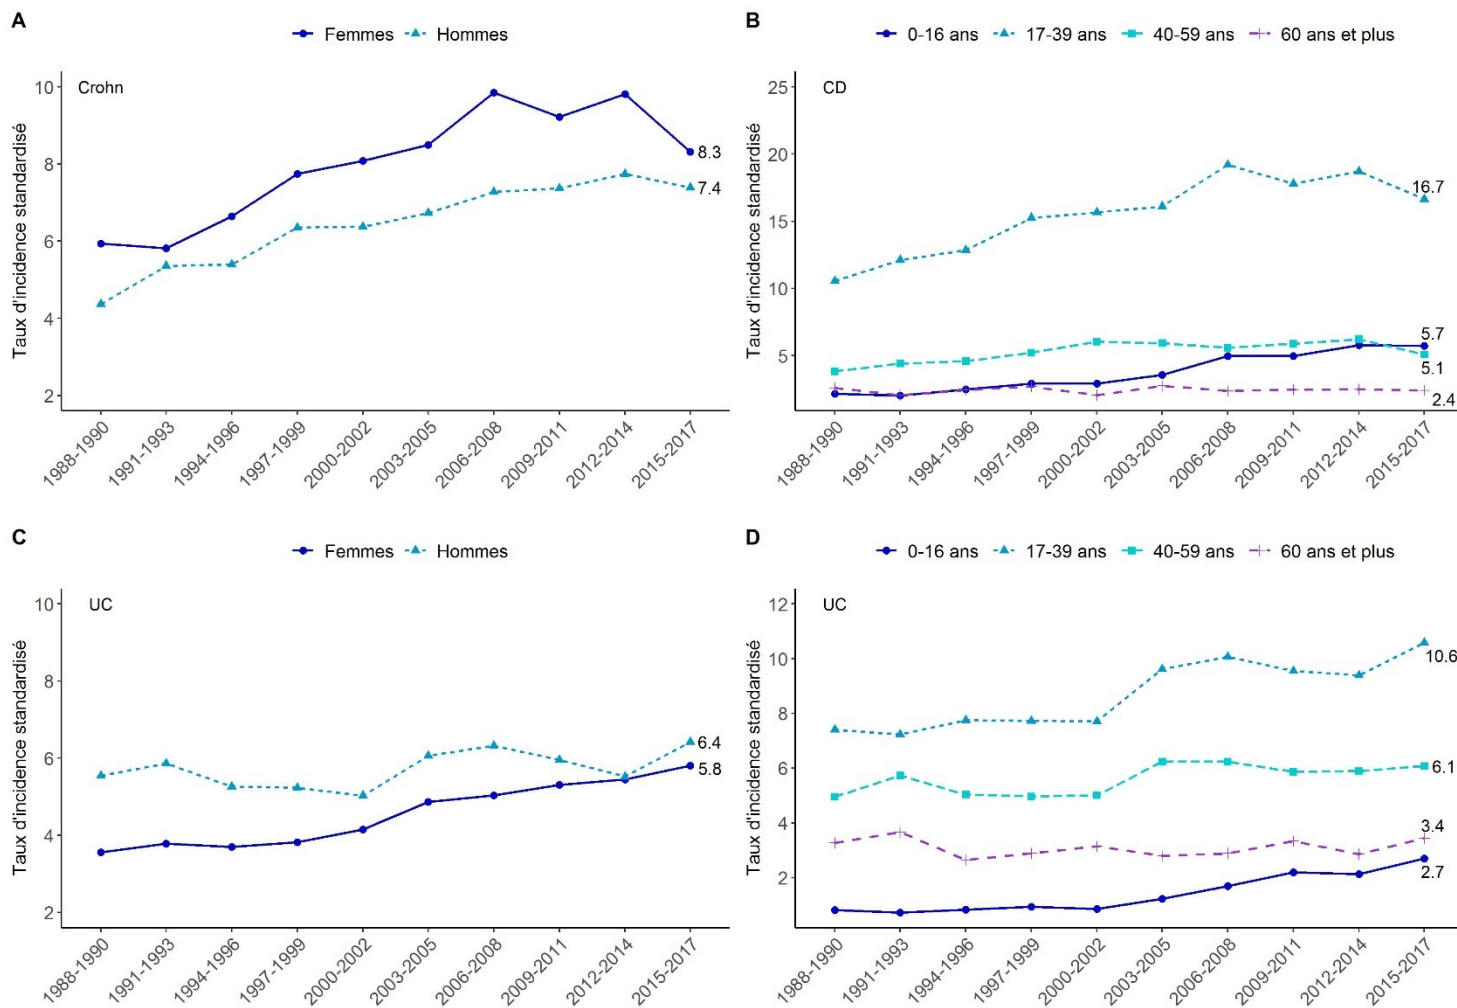 A
Femmes Hommes
Crohn
Taux d'incidence standardisé
10
8
6
4
2
8.3
7.4
1988-1990 1991-1993 1994-1996 1997-1999 2000-2002 2003-2005 2006-2008 2009-2011 2012-2014 2015-2017
B
0-16 ans 17-39 ans 40-59 ans 60 ans et plus
CD
Taux d'incidence standardisé
25
20
15
10
5
16.7
5.7
5.1
2.4
1988-1990 1991-1993 1994-1996 1997-1999 2000-2002 2003-2005 2006-2008 2009-2011 2012-2014 2015-2017
C
Femmes Hommes
UC
Taux d'incidence standardisé
10
8
6
4
2
6.4
5.8
1988-1990 1991-1993 1994-1996 1997-1999 2000-2002 2003-2005 2006-2008 2009-2011 2012-2014 2015-2017
D
0-16 ans 17-39 ans 40-59 ans 60 ans et plus
UC
Taux d'incidence standardisé
12
10
8
6
4
2
10.6
6.1
3.4
2.7
1988-1990 1991-1993 1994-1996 1997-1999 2000-2002 2003-2005 2006-2008 2009-2011 2012-2014 2015-2017